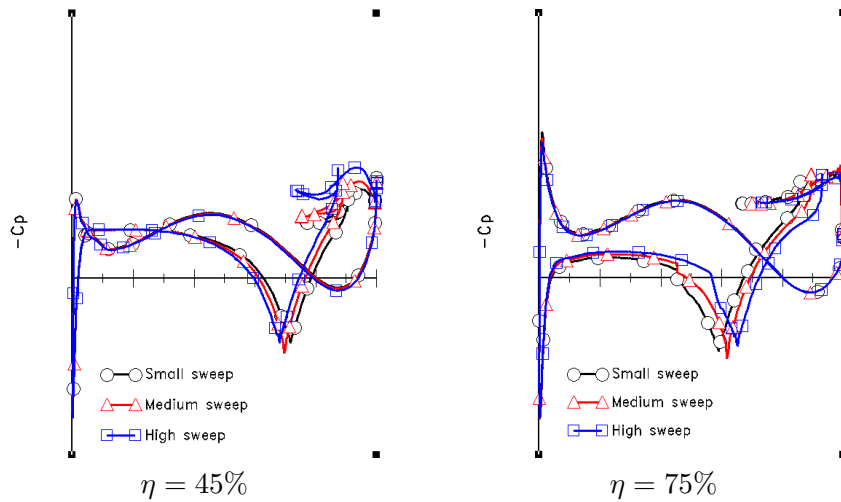 -Cp
Small sweep
Medium sweep
High sweep
η = 45%
-Cp
Small sweep
Medium sweep
High sweep
η = 75%